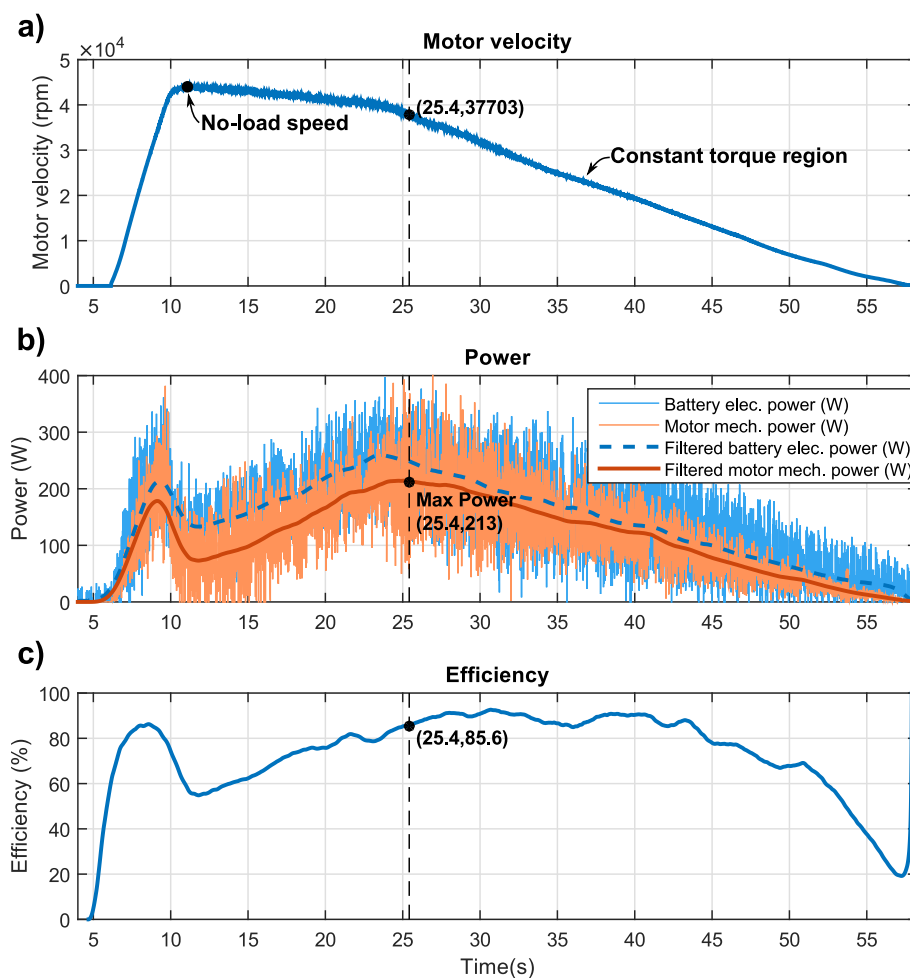 a)
Motor velocity
×10⁴
5
4
3
2
1
0
Motor velocity (rpm)
No-load speed
(25.4,37703)
Constant torque region
5 10 15 20 25 30 35 40 45 50 55
b)
Power
400
300
200
100
0
Power (W)
Battery elec. power (W)
Motor mech. power (W)
Filtered battery elec. power (W)
Filtered motor mech. power (W)
Max Power
(25.4,213)
5 10 15 20 25 30 35 40 45 50 55
c)
Efficiency
100
80
60
40
20
0
Efficiency (%)
(25.4,85.6)
5 10 15 20 25 30 35 40 45 50 55
Time(s)